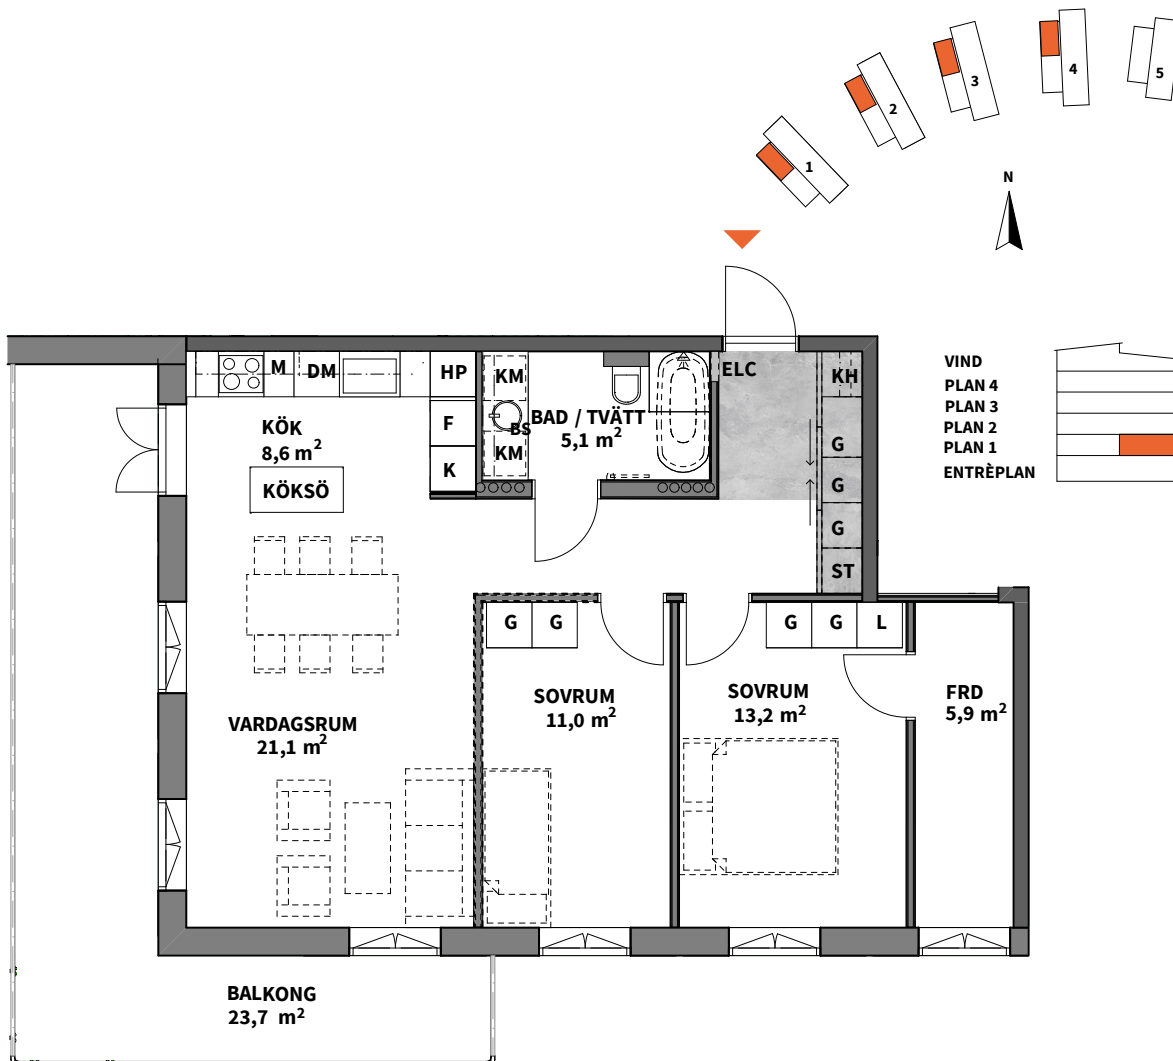 1
2
3
4
5
N
VIND
PLAN 4
PLAN 3
PLAN 2
PLAN 1
ENTRÈPLAN
M
DM
HP
F
K
KÖK
8,6 m²
KÖKSÖ
KM
BS
KM
BAD / TVÄTT
5,1 m²
ELC
KH
G
G
G
ST
G
G
G
G
L
VARDAGSRUM
21,1 m²
SOVRUM
11,0 m²
SOVRUM
13,2 m²
FRD
5,9 m²
BALKONG
23,7 m²